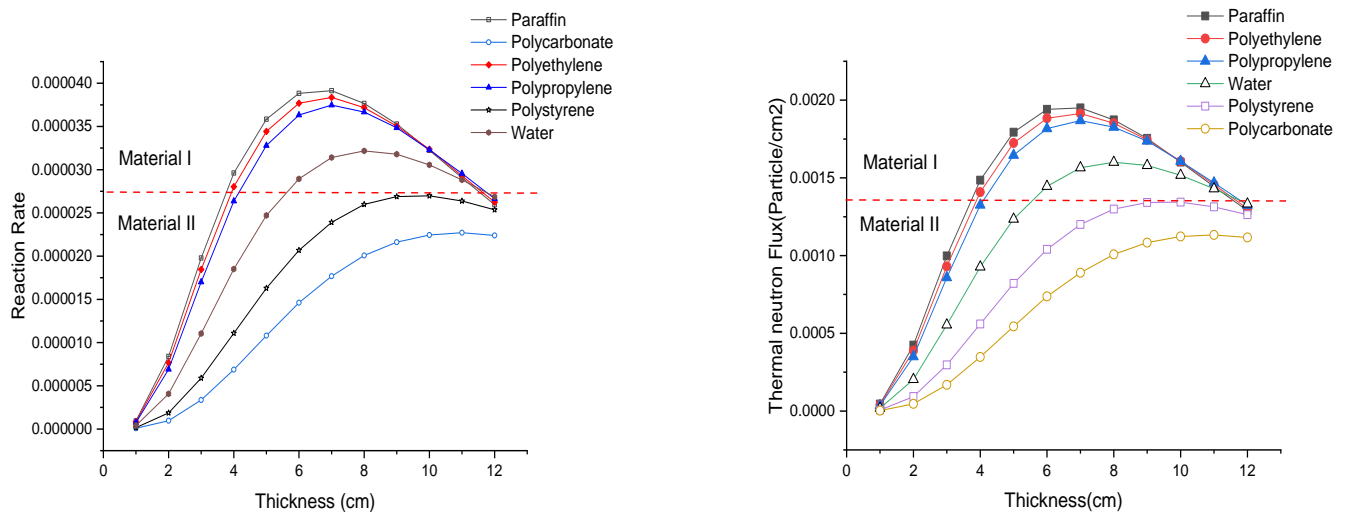 Paraffin
Polycarbonate
Polyethylene
Polypropylene
Polystyrene
Water
0.000040
0.000035
0.000030
0.000025
0.000020
0.000015
0.000010
0.000005
0.000000
Reaction Rate
Material I
Material II
0 2 4 6 8 10 12
Thickness (cm)
Paraffin
Polyethylene
Polypropylene
Water
Polystyrene
Polycarbonate
0.0020
0.0015
0.0010
0.0005
0.0000
Thermal neutron Flux(Particle/cm2)
Material I
Material II
0 2 4 6 8 10 12
Thickness(cm)